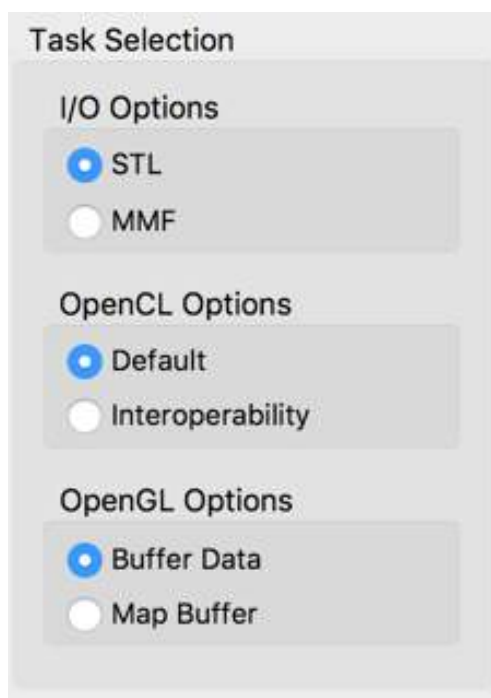 Task Selection
I/O Options
STL
MMF
OpenCL Options
Default
Interoperability
OpenGL Options
Buffer Data
Map Buffer